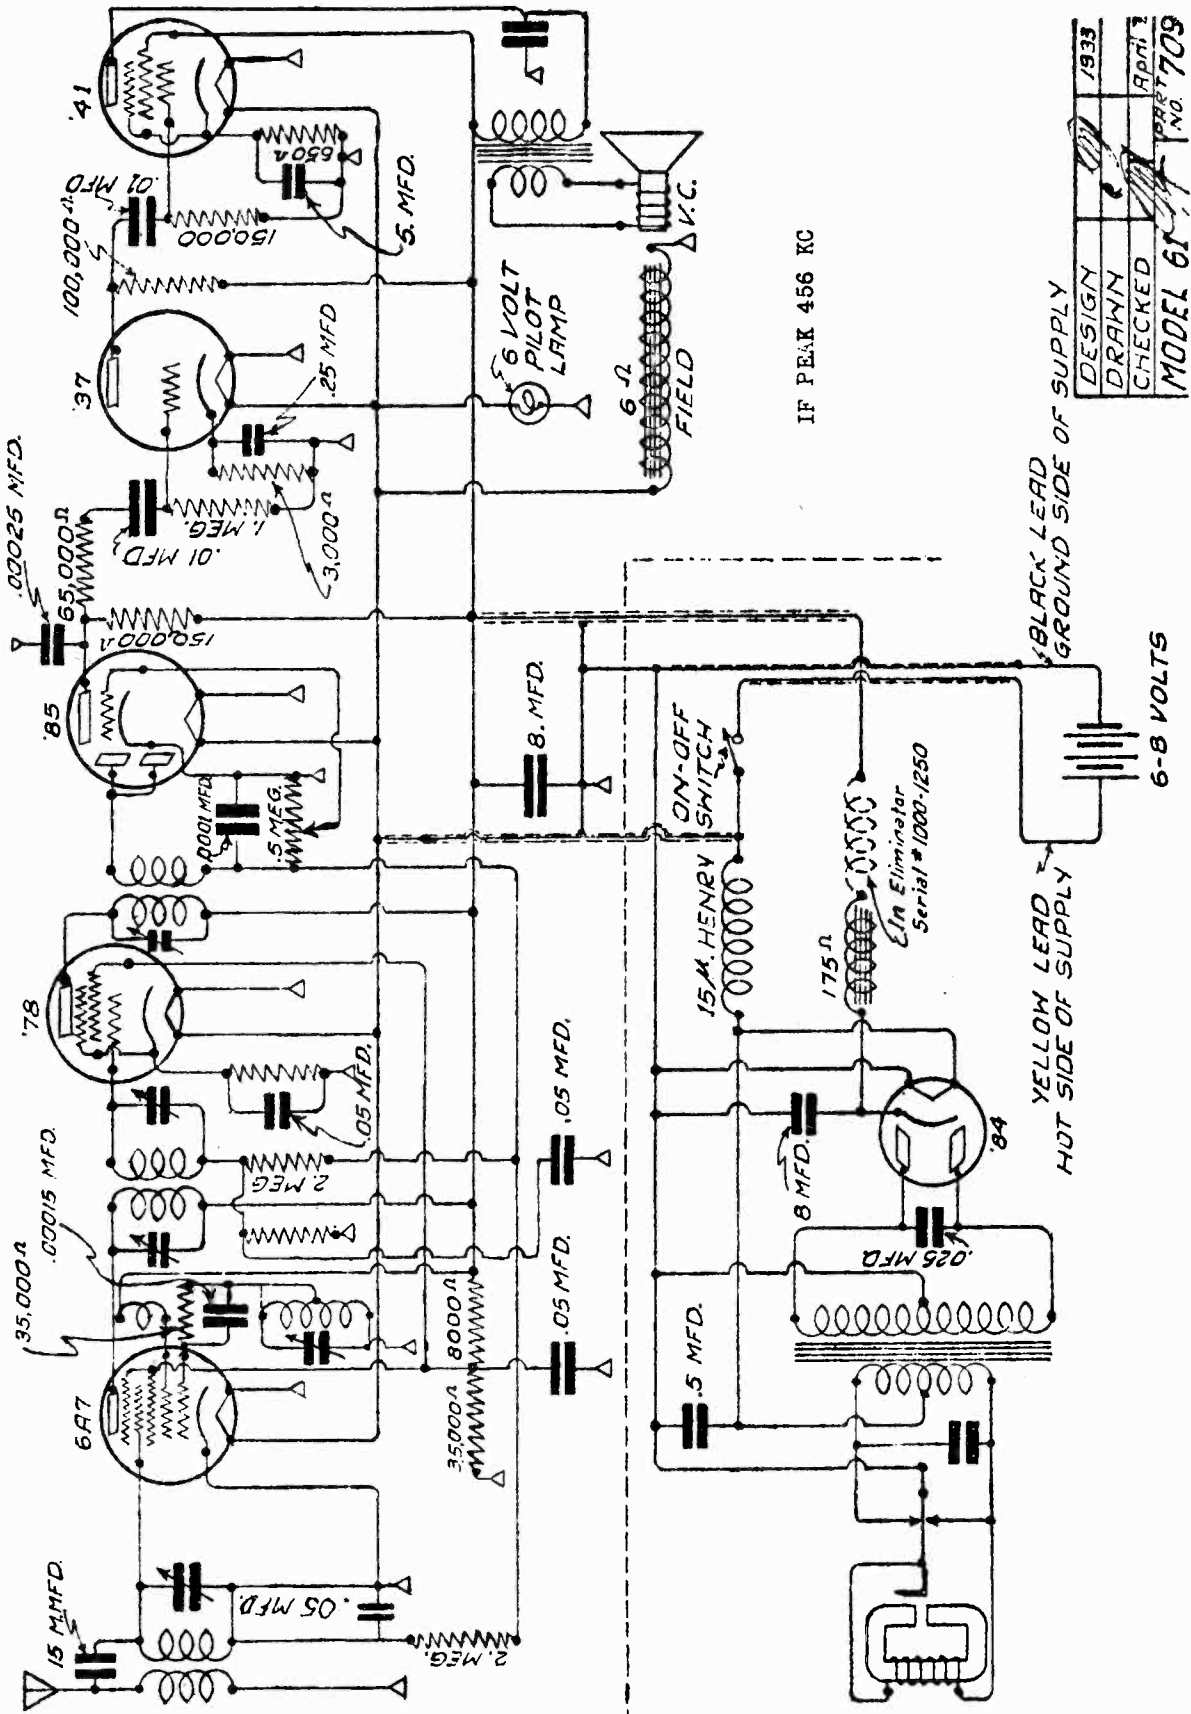 15 M.MFD.
6A7
35,000Ω
.00015 MFD.
'78
'85
.00025 MFD.
65,000Ω
'37
100,000Ω
.02 MFD
'41
.05 MFD.
2. MEG.
2. MEG
.05 MFD.
.0001 MFD.
.5 MEG.
150,000Ω
.01 MFD
1. MEG.
3,000Ω
.25 MFD
150,000
650Ω
5. MFD.
35,000Ω
8000Ω
.05 MFD.
.05 MFD.
8. MFD.
6 VOLT
PILOT
LAMP
6Ω
FIELD
V.C.
IF PEAK 456 KC
.5 MFD.
.025 MFD.
8 MFD.
'84
15 μ. HENRY
175Ω
ON-OFF
SWITCH
In Eliminator
Serial #1000-1250
YELLOW LEAD
HOT SIDE OF SUPPLY
BLACK LEAD
GROUND SIDE OF SUPPLY
6-8 VOLTS
DESIGN 1933
DRAWN
CHECKED April
MODEL 61 PART NO. 709